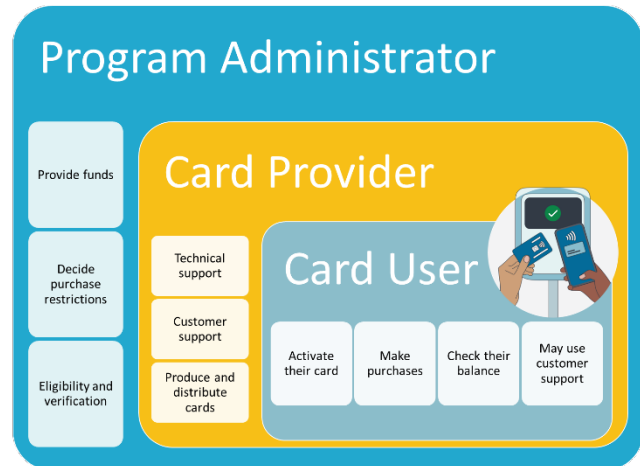 Program Administrator
Provide funds
Decide
purchase
restrictions
Eligibility and
verification
Card Provider
Technical
support
Customer
support
Produce and
distribute
cards
Card User
Activate
their card
Make
purchases
Check their
balance
May use
customer
support